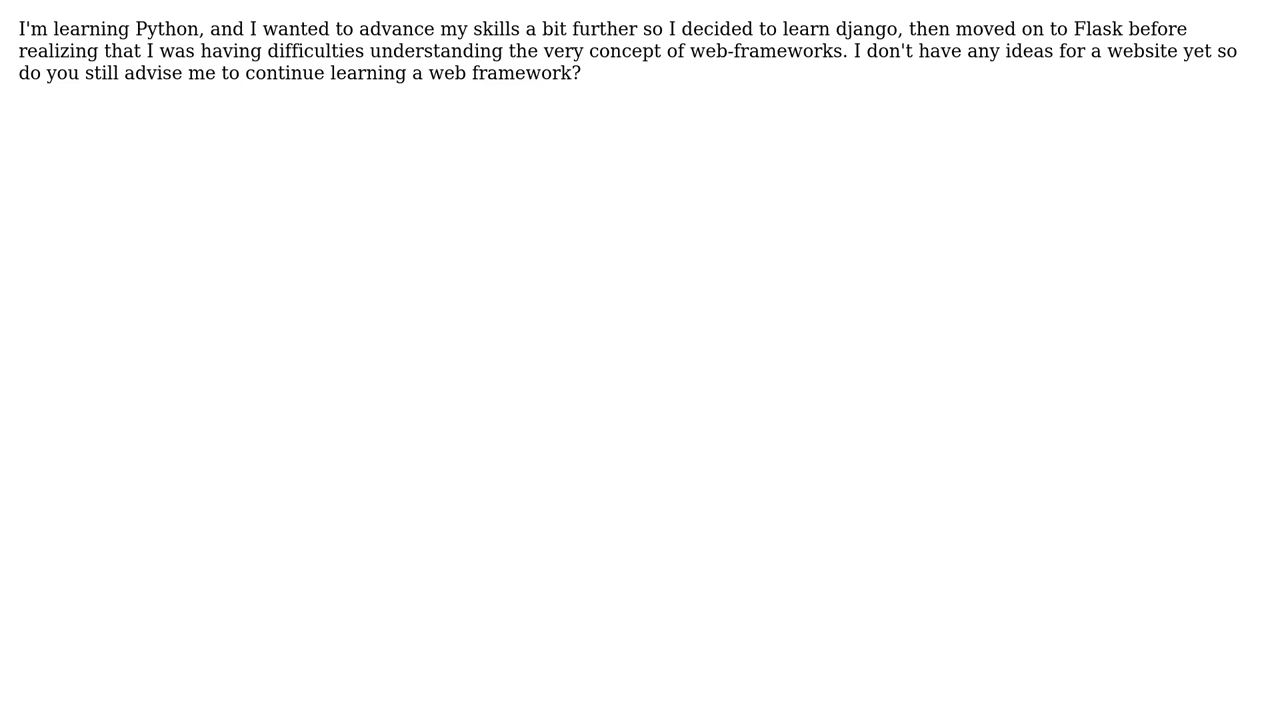 I'm learning Python, and I wanted to advance my skills a bit further so I decided to learn django, then moved on to Flask before
realizing that I was having difficulties understanding the very concept of web-frameworks. I don't have any ideas for a website yet so
do you still advise me to continue learning a web framework?